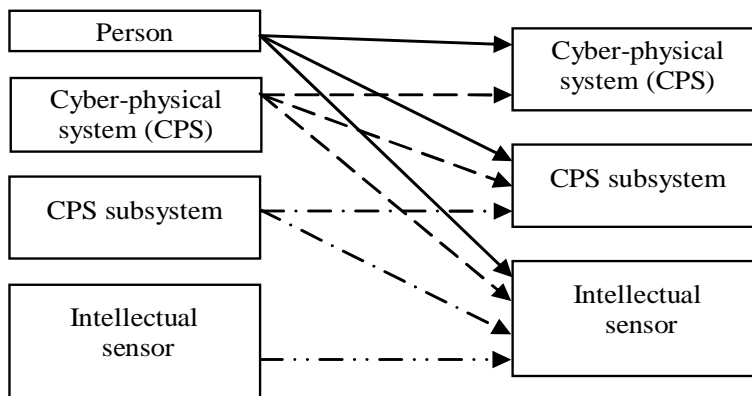 Person
Cyber-physical
system (CPS)
CPS subsystem
Intellectual
sensor
Cyber-physical
system (CPS)
CPS subsystem
Intellectual
sensor